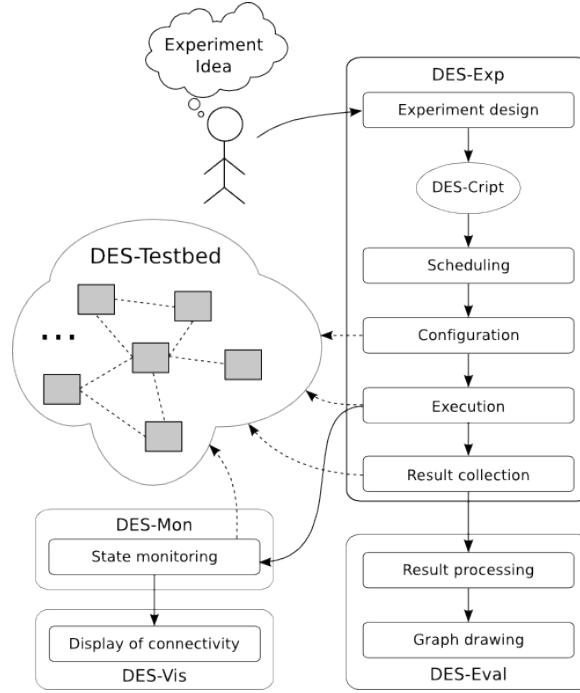 Experiment
Idea
DES-Exp
Experiment design
DES-Cript
DES-Testbed
Scheduling
...
Configuration
Execution
Result collection
DES-Mon
State monitoring
Result processing
Display of connectivity
Graph drawing
DES-Vis
DES-Eval